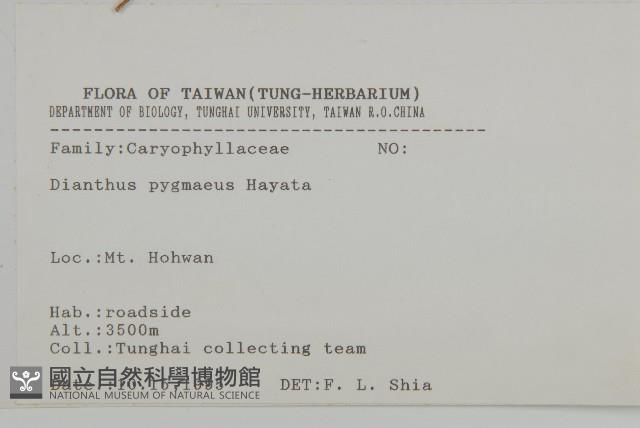 FLORA OF TAIWAN(TUNG-HERBARIUM)
DEPARTMENT OF BIOLOGY, TUNGHAI UNIVERSITY, TAIWAN R.O.CHINA
Family:Caryophyllaceae NO:
Dianthus pygmaeus Hayata
Loc.:Mt. Hohwan
Hab.:roadside
Alt.:3500m
Coll.:Tunghai collecting team
DET:F. L. Shia
國立自然科學博物館
NATIONAL MUSEUM OF NATURAL SCIENCE